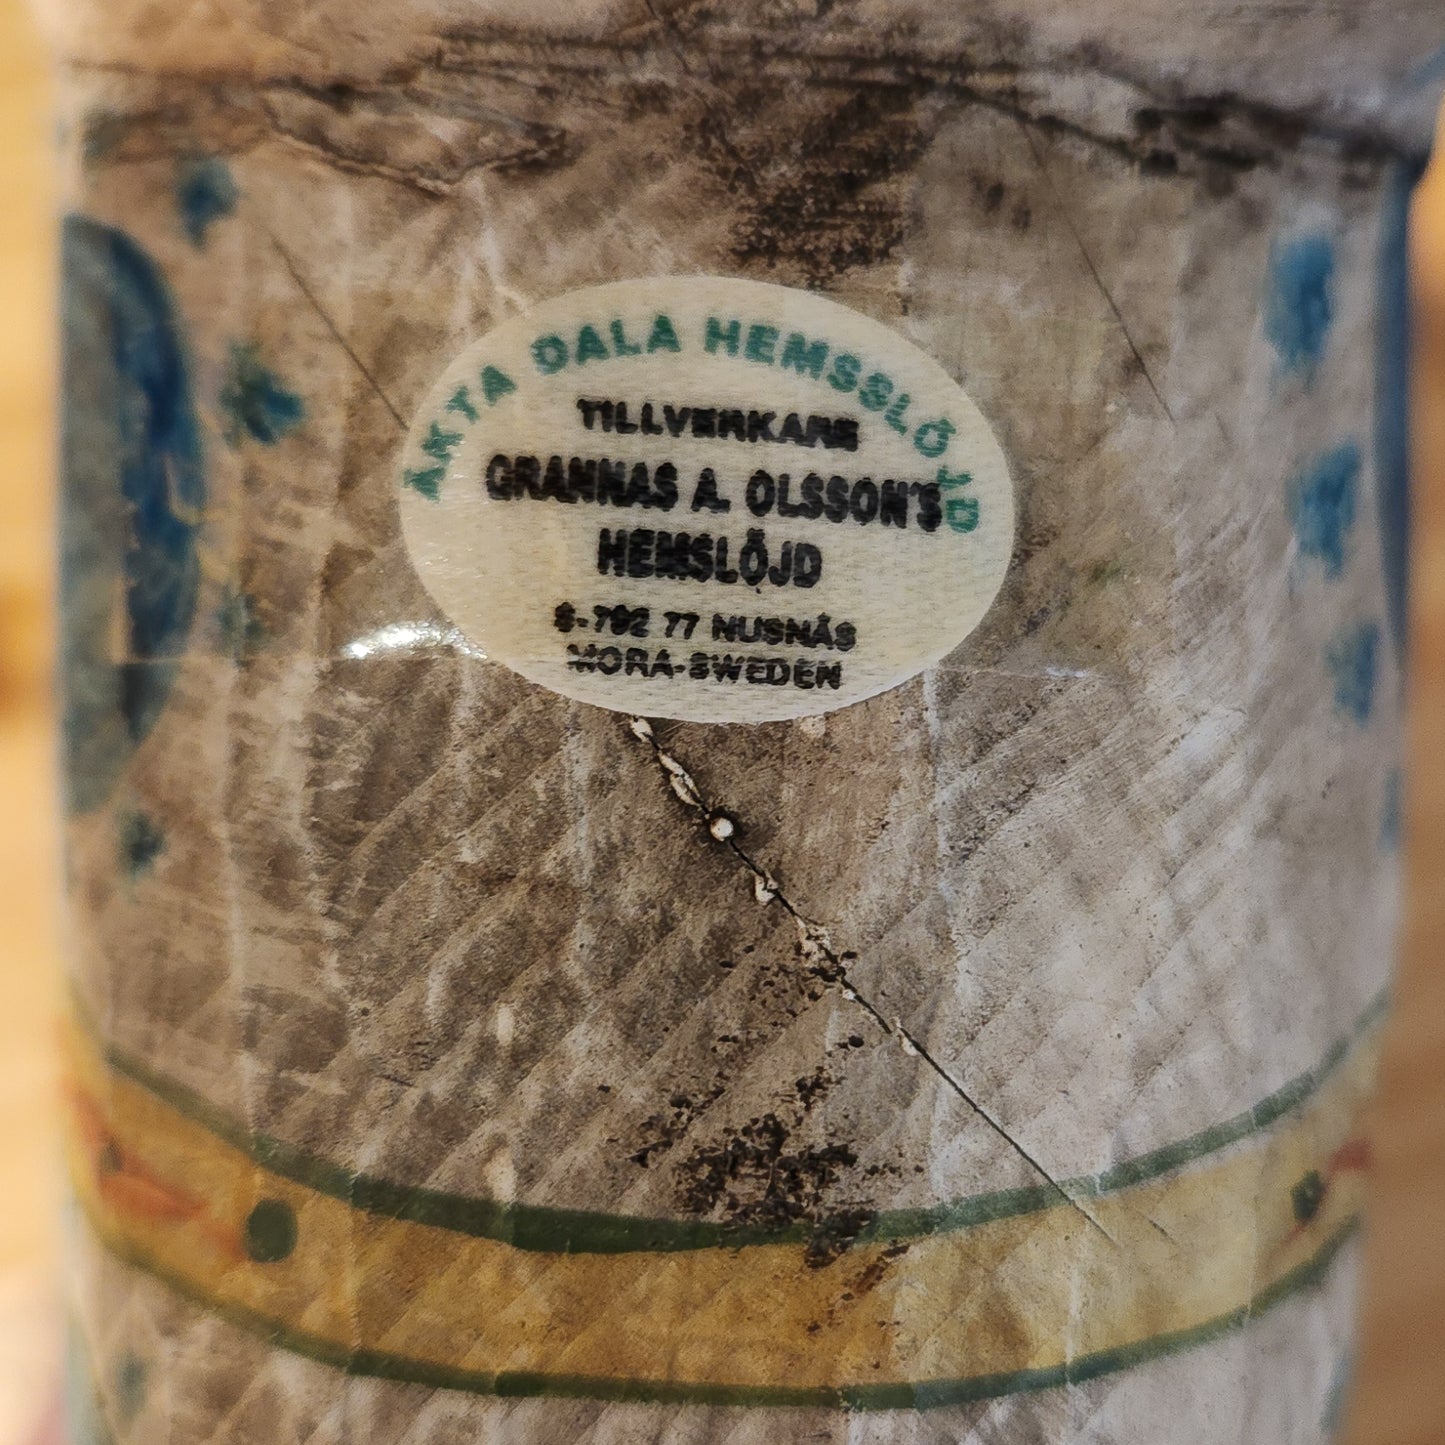 ÄKTA DALA HEMSSLÖJD
TILLVERKARE
GRANNAS A. OLSSON'S
HEMSLÖJD
S-792 77 NUSNÄS
MORA-SWEDEN